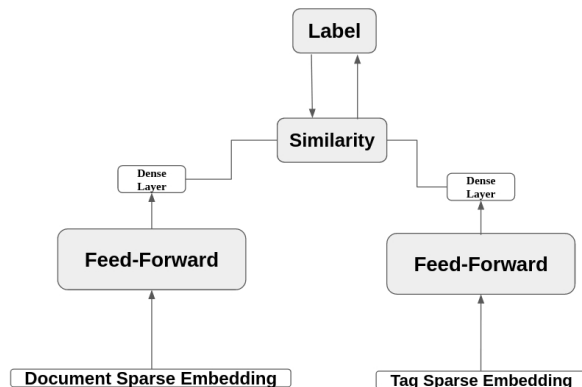 Label
Similarity
Dense
Layer
Dense
Layer
Feed-Forward
Feed-Forward
Document Sparse Embedding
Tag Sparse Embedding